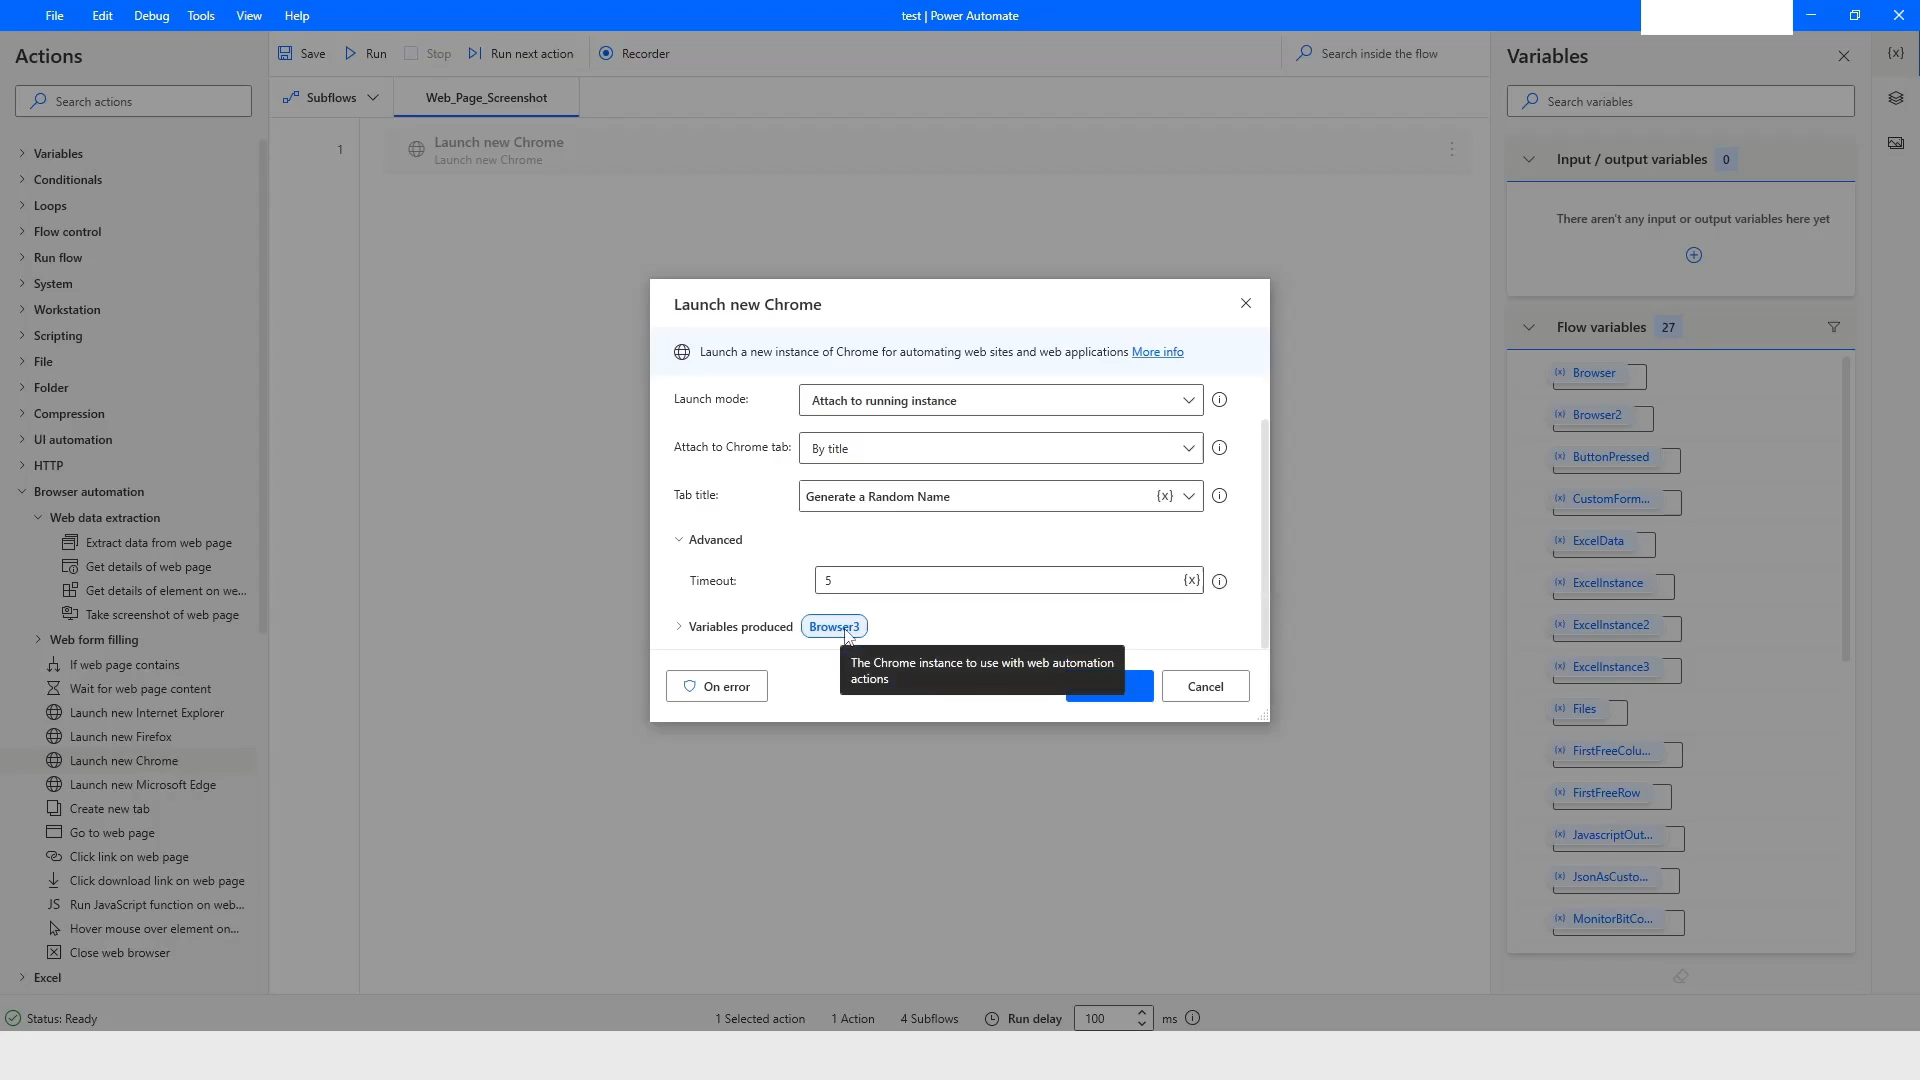 File Edit Debug Tools View Help
test | Power Automate
Actions
Search actions
Variables
Conditionals
Loops
Flow control
Run flow
System
Workstation
Scripting
File
Folder
Compression
UI automation
HTTP
Browser automation
Web data extraction
Extract data from web page
Get details of web page
Get details of element on we...
Take screenshot of web page
Web form filling
If web page contains
Wait for web page content
Launch new Internet Explorer
Launch new Firefox
Launch new Chrome
Launch new Microsoft Edge
Create new tab
Go to web page
Click link on web page
Click download link on web page
JS Run JavaScript function on web...
Hover mouse over element on...
Close web browser
Excel
Save Run Stop Run next action Recorder
Search inside the flow
Subflows Web_Page_Screenshot
1
Launch new Chrome
Launch new Chrome
Launch new Chrome
Launch a new instance of Chrome for automating web sites and web applications More info
Launch mode: Attach to running instance
Attach to Chrome tab: By title
Tab title: Generate a Random Name {x}
Advanced
Timeout: 5 {x}
Variables produced Browser3
The Chrome instance to use with web automation
actions
On error
Cancel
Variables {x}
Search variables
Input / output variables 0
There aren't any input or output variables here yet
Flow variables 27
(x) Browser
(x) Browser2
(x) ButtonPressed
(x) CustomForm...
(x) ExcelData
(x) ExcelInstance
(x) ExcelInstance2
(x) ExcelInstance3
(x) Files
(x) FirstFreeColu...
(x) FirstFreeRow
(x) JavascriptOut...
(x) JsonAsCusto...
(x) MonitorBitCo...
Status: Ready
1 Selected action 1 Action 4 Subflows Run delay 100 ms